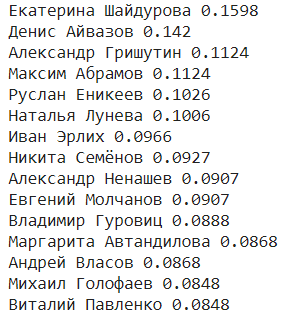 Екатерина Шайдурова 0.1598
Денис Айвазов 0.142
Александр Гришутин 0.1124
Максим Абрамов 0.1124
Руслан Еникеев 0.1026
Наталья Лунева 0.1006
Иван Эрлих 0.0966
Никита Семёнов 0.0927
Александр Ненашев 0.0907
Евгений Молчанов 0.0907
Владимир Гуровиц 0.0888
Маргарита Автандилова 0.0868
Андрей Власов 0.0868
Михаил Голофаев 0.0848
Виталий Павленко 0.0848